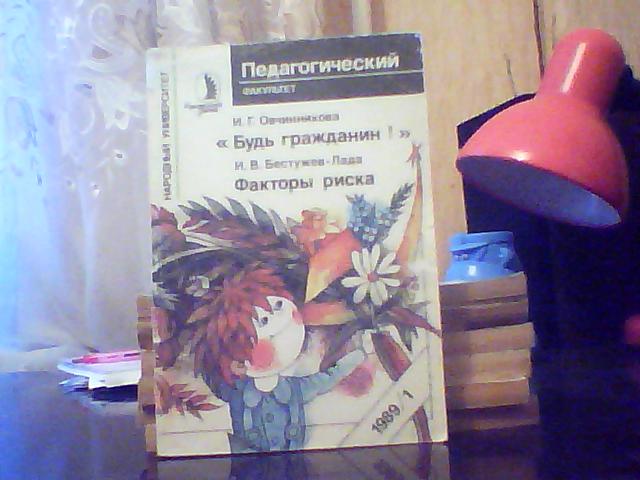 НАРОДНЫЙ УНИВЕРСИТЕТ
Педагогический
ФАКУЛЬТЕТ
И. Г. Овчинникова
« Будь гражданин ! »
И. В. Бестужев-Лада
Факторы риска
1989/1